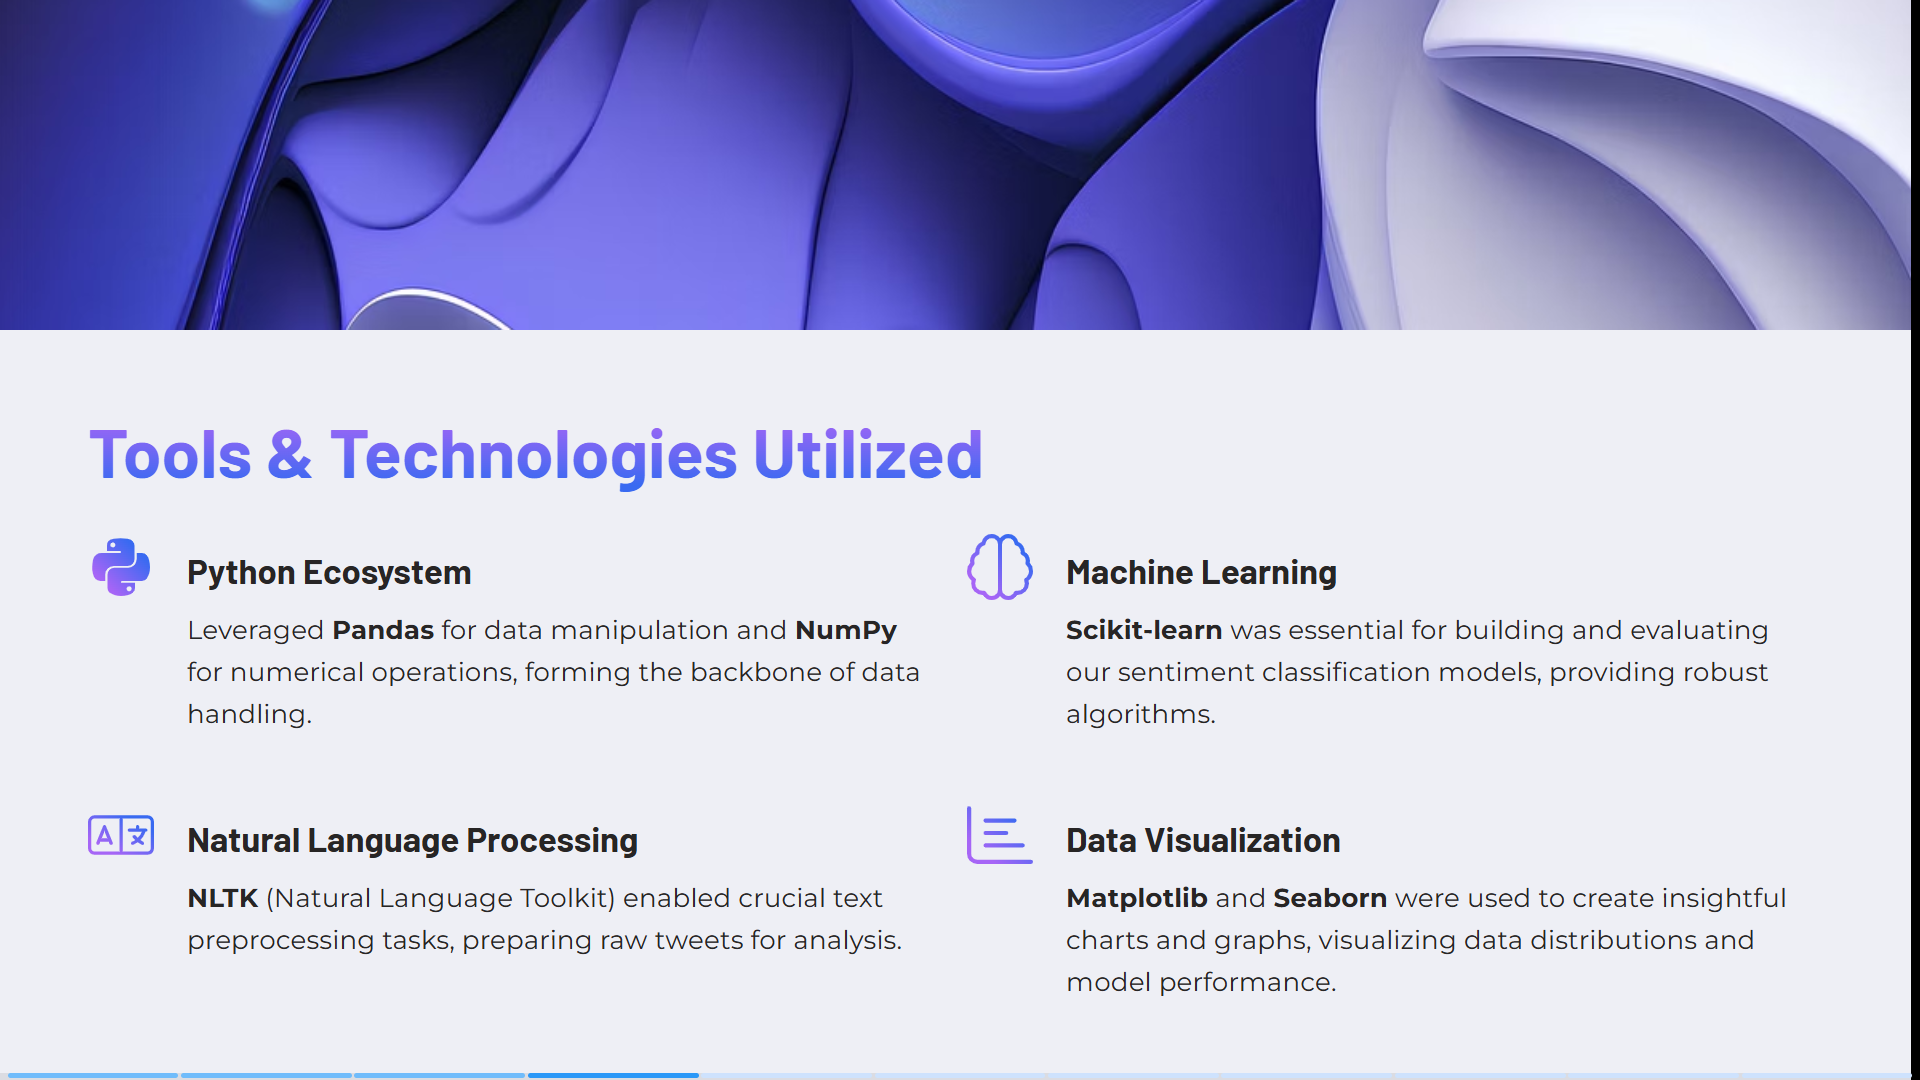 Tools & Technologies Utilized
Python Ecosystem
Leveraged Pandas for data manipulation and NumPy
for numerical operations, forming the backbone of data
handling.
Machine Learning
Scikit-learn was essential for building and evaluating
our sentiment classification models, providing robust
algorithms.
A 文
Natural Language Processing
NLTK (Natural Language Toolkit) enabled crucial text
preprocessing tasks, preparing raw tweets for analysis.
Data Visualization
Matplotlib and Seaborn were used to create insightful
charts and graphs, visualizing data distributions and
model performance.